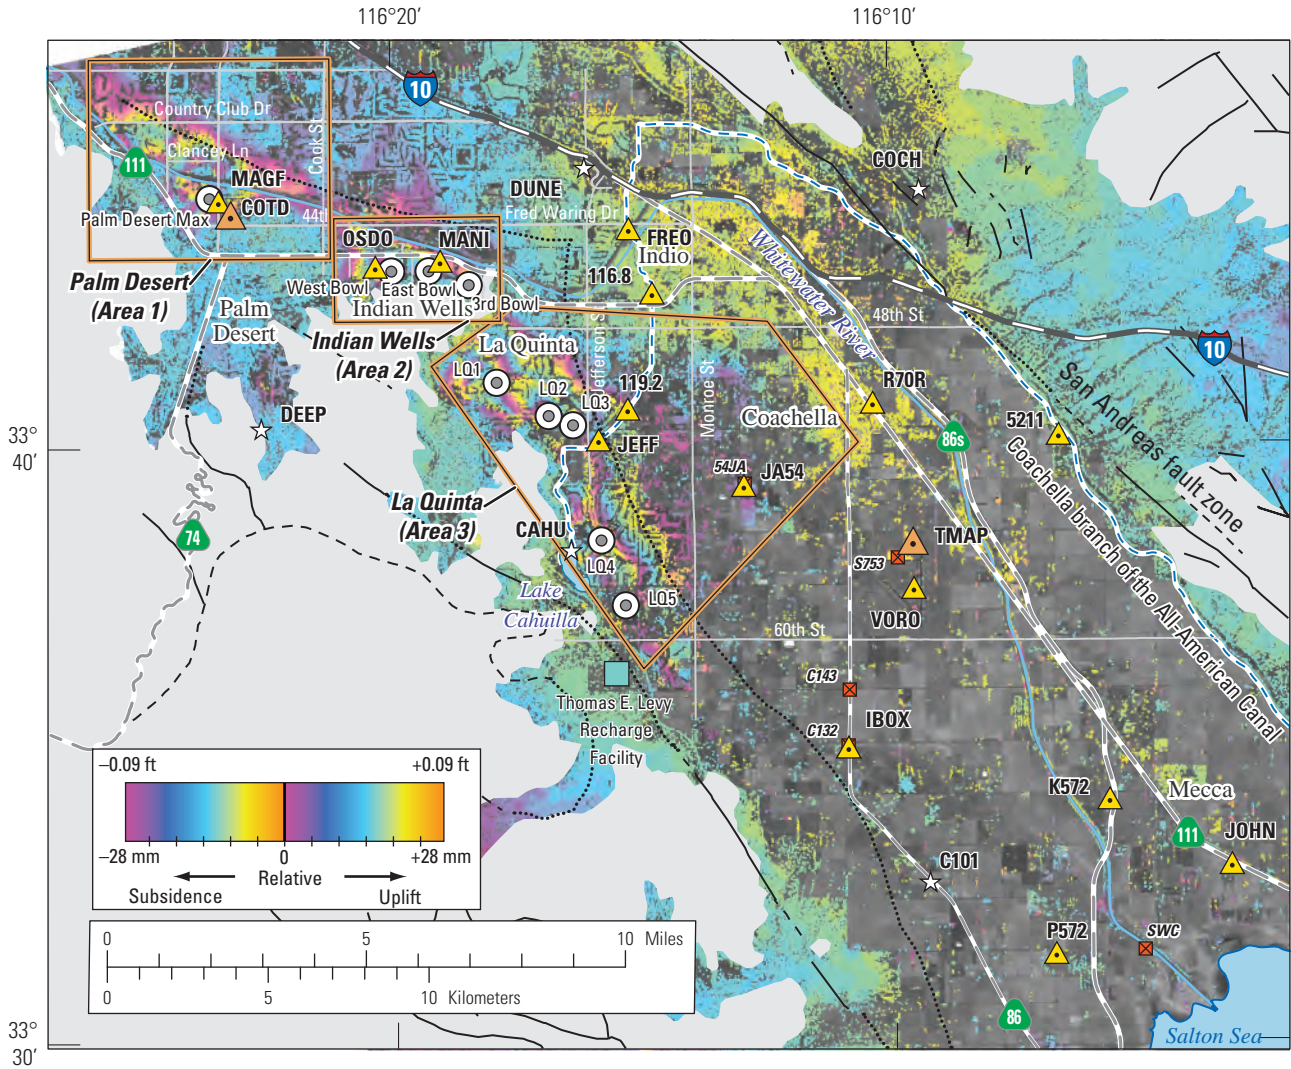 116°20′
116°10′
10
Country Club Dr
Cook St
Clancey Ln
111
COCH
MAGF
DUNE
COTD
Palm Desert Max
44th
Fred Waring Dr
FREO
Indio
OSDO
MANI
Whitewater River
116.8
Palm Desert
(Area 1)
West Bowl
East Bowl
3rd Bowl
Indian Wells
Palm
Desert
48th St
Indian Wells
(Area 2)
La Quinta
Jefferson St
10
LQ1
119.2
Monroe St
San Andreas fault zone
LQ2
LQ3
R70R
DEEP
Coachella
5211
33°
40′
JEFF
86s
54JA
JA54
La Quinta
(Area 3)
Coachella branch of the All-American Canal
CAHU
TMAP
74
S753
LQ4
Lake
Cahuilla
LQ5
VORO
60th St
C143
Thomas E. Levy
Recharge
Facility
IBOX
C132
–0.09 ft
+0.09 ft
K572
Mecca
111
JOHN
–28 mm
0
+28 mm
Relative
Subsidence
Uplift
C101
0
5
10 Miles
P572
SWC
0
5
10 Kilometers
86
33°
30′
Salton Sea